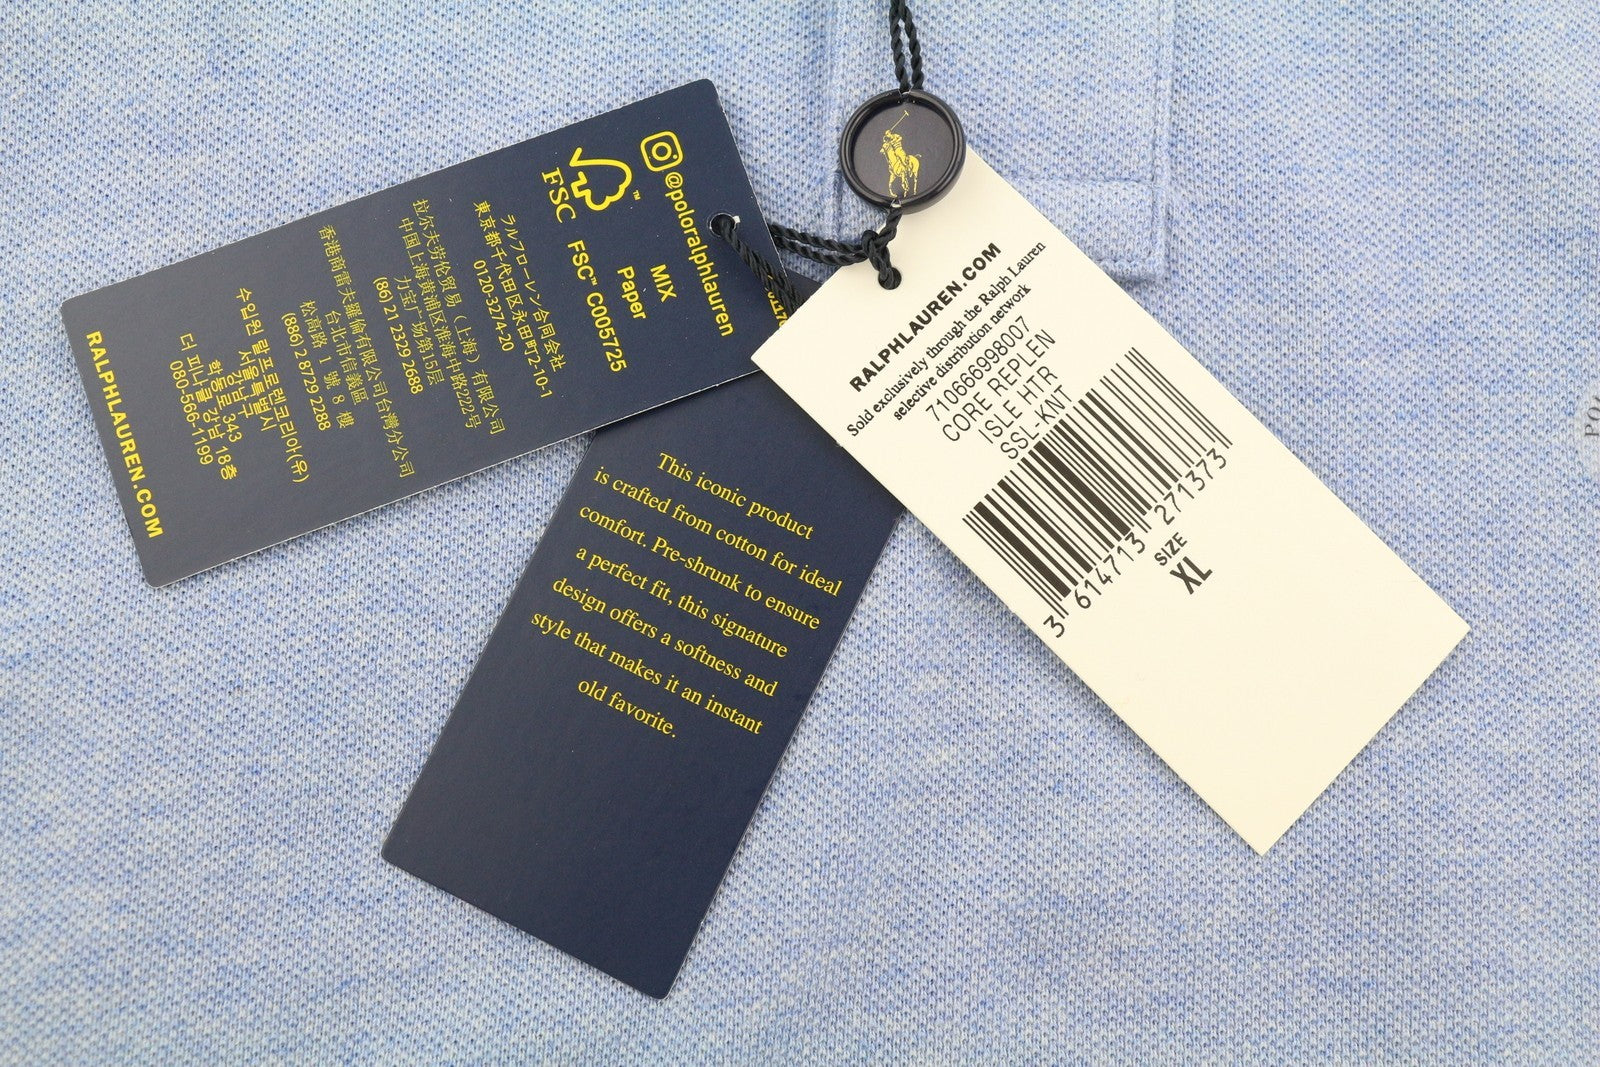 @poloralphlauren
MIX
Paper
FSC™ C005725
FSC
™
ラルフローレン合同会社
東京都千代田区永田町2-10-1
0120-3274-20
拉尔夫劳伦贸易（上海）有限公司
中国上海黄浦区淮海中路222号
力宝广场第15层
(86) 21 2329 2688
香港商雷夫羅倫有限公司台灣分公司
台北市信義區
松高路 1 號 8 樓
(886) 2 8729 2288
수입원 랄프로렌코리아(유)
서울특별시
강남구
학동로 343
더 피나클 강남 18층
080-566-1199
RALPHLAUREN.COM
This iconic product
is crafted from cotton for ideal
comfort. Pre-shrunk to ensure
a perfect fit, this signature
design offers a softness and
style that makes it an instant
old favorite.
RALPHLAUREN.COM
Sold exclusively through the Ralph Lauren
selective distribution network
710666998007
CORE REPLEN
ISLE HTR
SSL-KNT
3 614713 271373
SIZE
XL